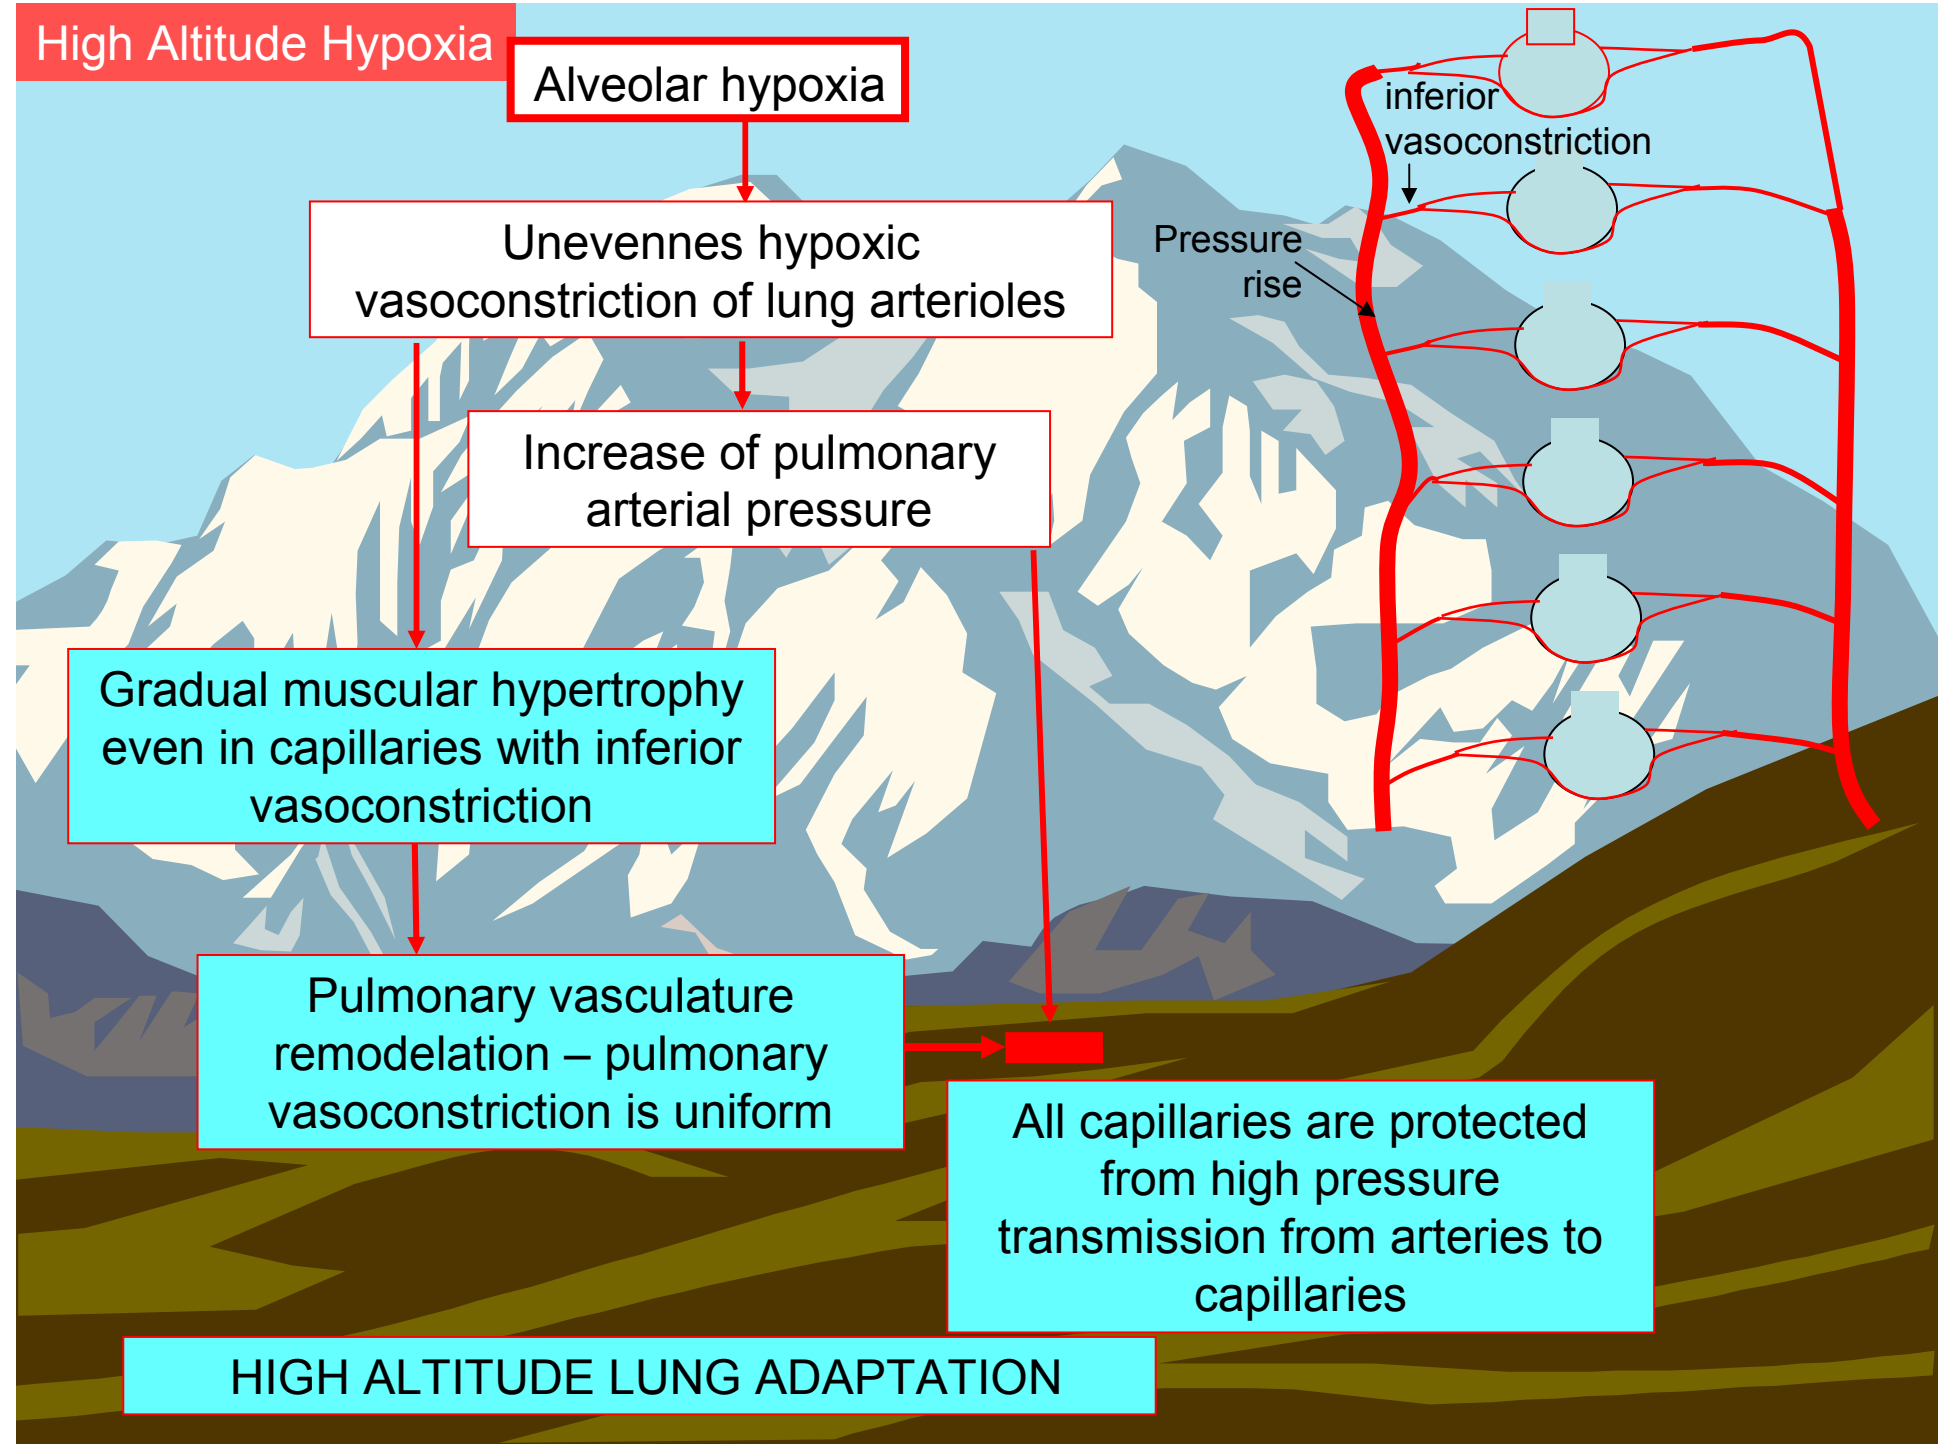 High Altitude Hypoxia
Alveolar hypoxia
inferior
vasoconstriction
Unevennes hypoxic
vasoconstriction of lung arterioles
Pressure
rise
Increase of pulmonary
arterial pressure
Gradual muscular hypertrophy
even in capillaries with inferior
vasoconstriction
Pulmonary vasculature
remodelation – pulmonary
vasoconstriction is uniform
All capillaries are protected
from high pressure
transmission from arteries to
capillaries
HIGH ALTITUDE LUNG ADAPTATION